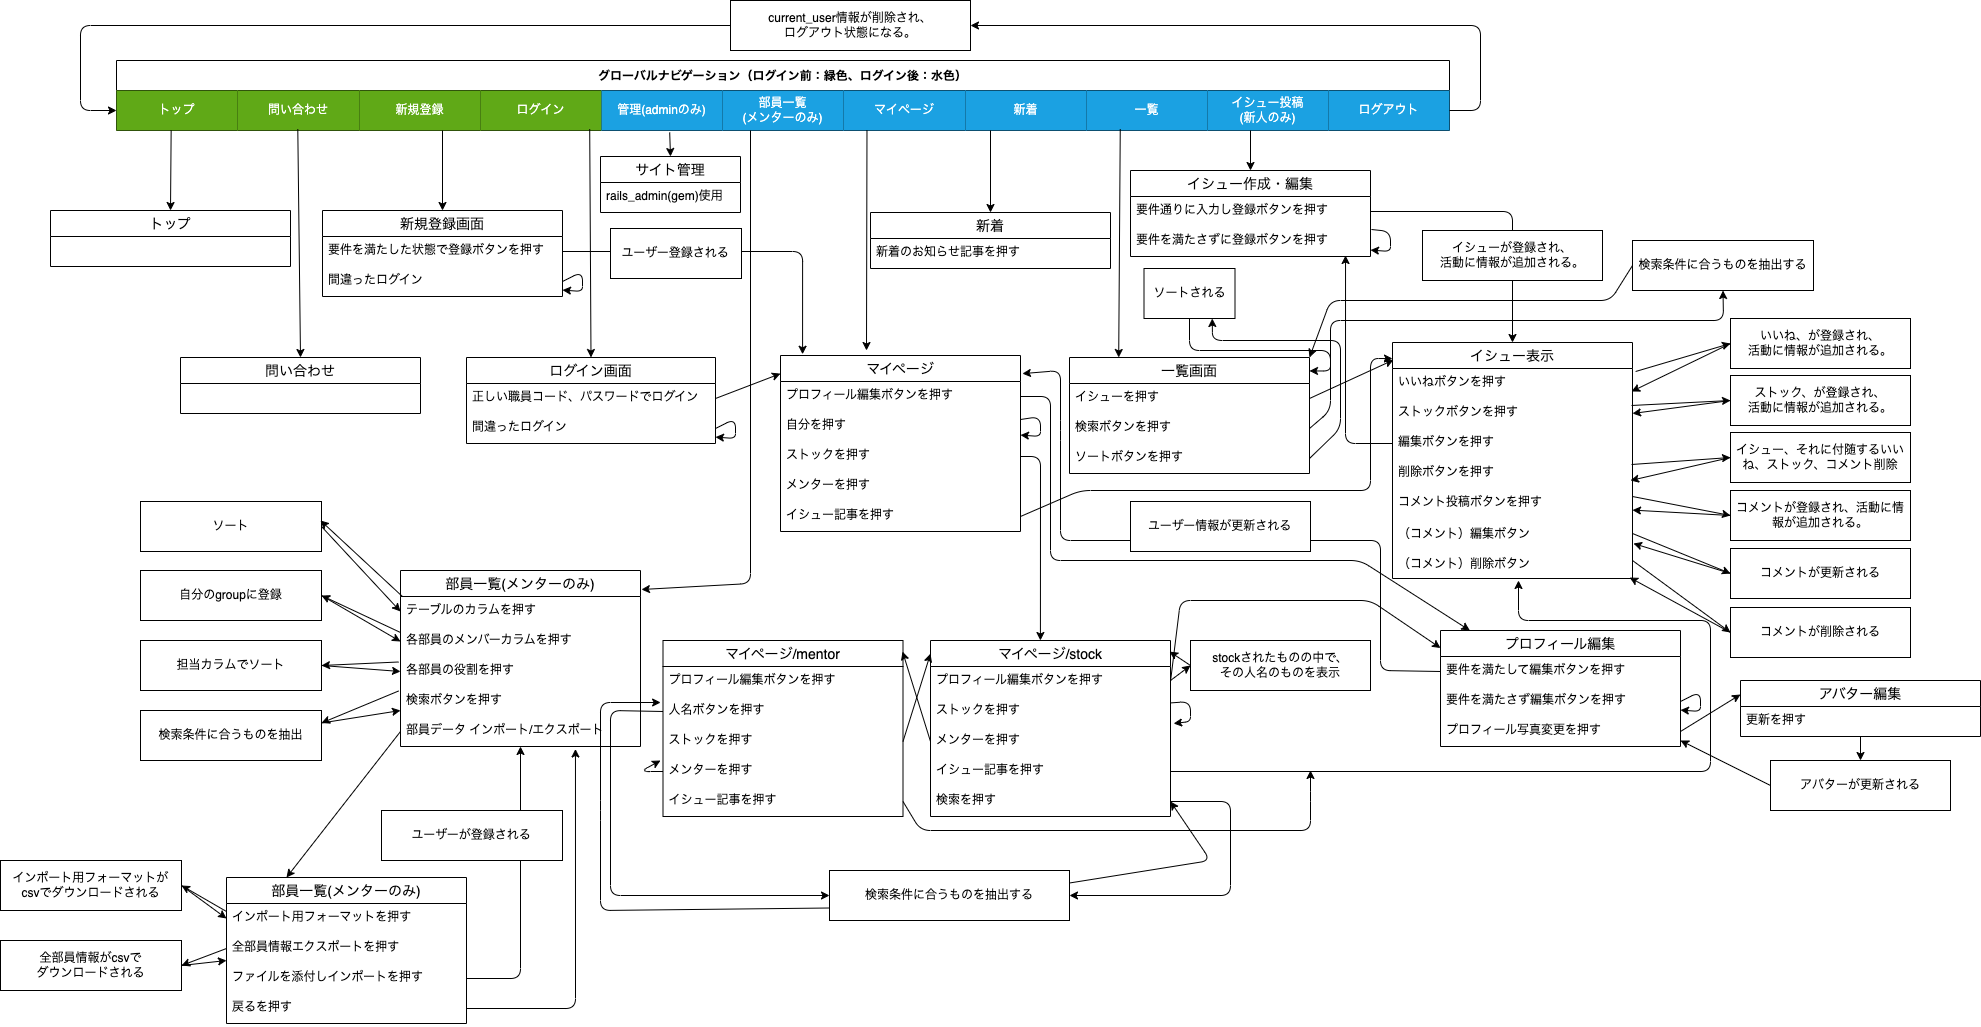 current_user情報が削除され、
ログアウト状態になる。
グローバルナビゲーション（ログイン前：緑色、ログイン後：水色）
トップ
問い合わせ
新規登録
ログイン
管理(adminのみ)
部員一覧
(メンターのみ)
マイページ
新着
一覧
イシュー投稿
(新人のみ)
ログアウト
サイト管理
rails_admin(gem)使用
イシュー作成・編集
要件通りに入力し登録ボタンを押す
要件を満たさずに登録ボタンを押す
トップ
新規登録画面
要件を満たした状態で登録ボタンを押す
間違ったログイン
ユーザー登録される
新着
新着のお知らせ記事を押す
イシューが登録され、
活動に情報が追加される。
検索条件に合うものを抽出する
ソートされる
問い合わせ
ログイン画面
正しい職員コード、パスワードでログイン
間違ったログイン
マイページ
プロフィール編集ボタンを押す
自分を押す
ストックを押す
メンターを押す
イシュー記事を押す
一覧画面
イシューを押す
検索ボタンを押す
ソートボタンを押す
イシュー表示
いいねボタンを押す
ストックボタンを押す
編集ボタンを押す
削除ボタンを押す
コメント投稿ボタンを押す
（コメント）編集ボタン
（コメント）削除ボタン
いいね、が登録され、
活動に情報が追加される。
ストック、が登録され、
活動に情報が追加される。
イシュー、それに付随するいい
ね、ストック、コメント削除
コメントが登録され、活動に情
報が追加される。
コメントが更新される
コメントが削除される
ユーザー情報が更新される
ソート
自分のgroupに登録
担当カラムでソート
検索条件に合うものを抽出
部員一覧(メンターのみ)
テーブルのカラムを押す
各部員のメンバーカラムを押す
各部員の役割を押す
検索ボタンを押す
部員データ インポート/エクスポート
マイページ/mentor
プロフィール編集ボタンを押す
人名ボタンを押す
ストックを押す
メンターを押す
イシュー記事を押す
マイページ/stock
プロフィール編集ボタンを押す
ストックを押す
メンターを押す
イシュー記事を押す
検索を押す
stockされたものの中で、
その人名のものを表示
プロフィール編集
要件を満たして編集ボタンを押す
要件を満たさず編集ボタンを押す
プロフィール写真変更を押す
アバター編集
更新を押す
アバターが更新される
ユーザーが登録される
検索条件に合うものを抽出する
インポート用フォーマットが
csvでダウンロードされる
全部員情報がcsvで
ダウンロードされる
部員一覧(メンターのみ)
インポート用フォーマットを押す
全部員情報エクスポートを押す
ファイルを添付しインポートを押す
戻るを押す